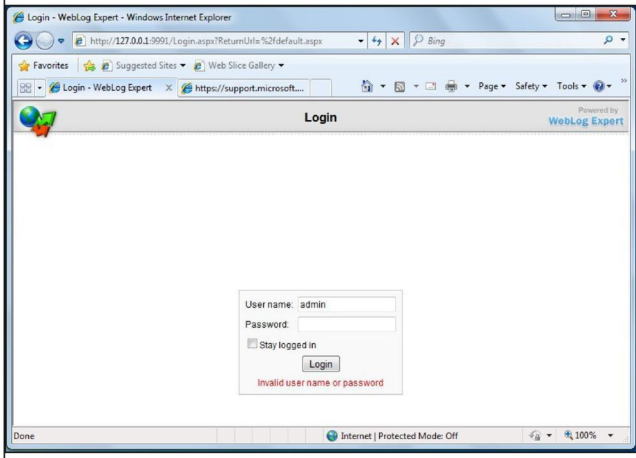 Login - WebLog Expert - Windows Internet Explorer
http://127.0.0.1:9991/Login.aspx?ReturnUrl=%2fdefault.aspx
Bing
Favorites
Suggested Sites
Web Slice Gallery
Login - WebLog Expert
https://support.microsoft....
Page
Safety
Tools
Login
Powered by
WebLog Expert
User name: admin
Password:
Stay logged in
Login
Invalid user name or password
Done
Internet | Protected Mode: Off
100%